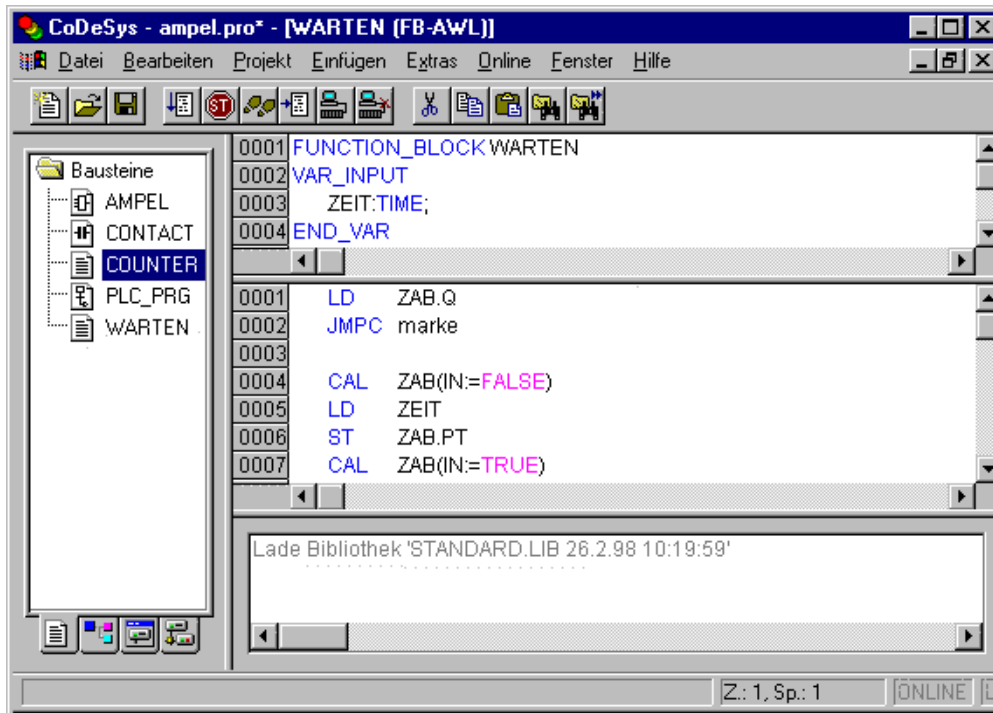 CoDeSys - ampel.pro* - [WARTEN (FB-AWL)]
Datei Bearbeiten Projekt Einfügen Extras Online Fenster Hilfe
ST
Bausteine
AMPEL
CONTACT
COUNTER
PLC_PRG
WARTEN
0001 FUNCTION_BLOCK WARTEN
0002 VAR_INPUT
0003 ZEIT:TIME;
0004 END_VAR
0001 LD ZAB.Q
0002 JMPC marke
0003
0004 CAL ZAB(IN:=FALSE)
0005 LD ZEIT
0006 ST ZAB.PT
0007 CAL ZAB(IN:=TRUE)
Lade Bibliothek 'STANDARD.LIB 26.2.98 10:19:59'
Z.: 1, Sp.: 1 ONLINE